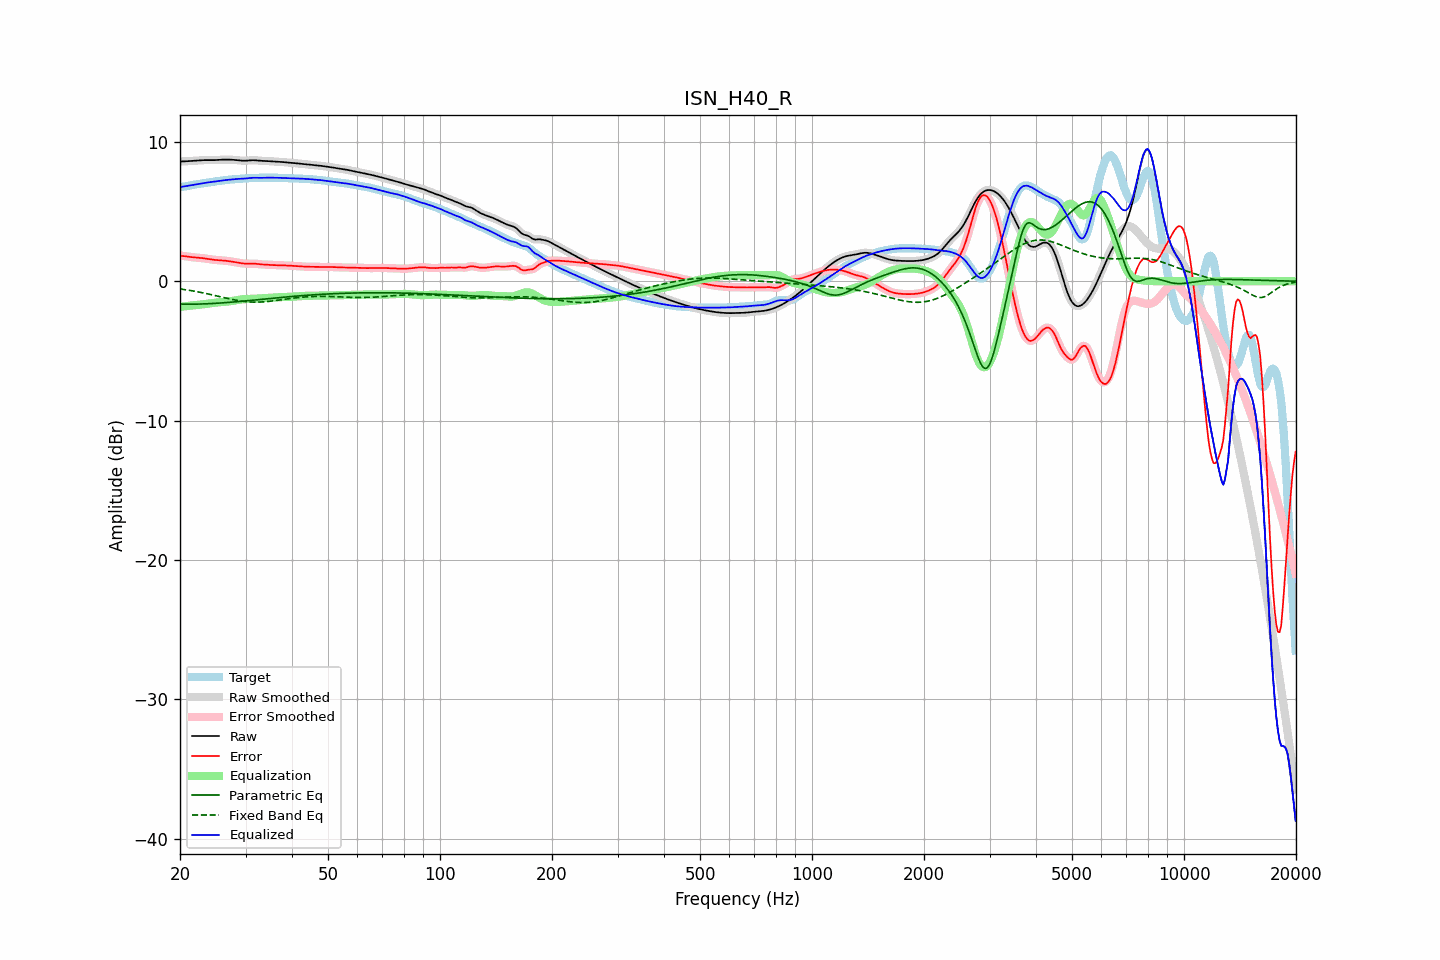 ISN_H40_R
Amplitude (dBr)
10
0
−10
−20
−30
−40
Target
Raw Smoothed
Error Smoothed
Raw
Error
Equalization
Parametric Eq
Fixed Band Eq
Equalized
20 50 100 200 500 1000 2000 5000 10000 20000
Frequency (Hz)